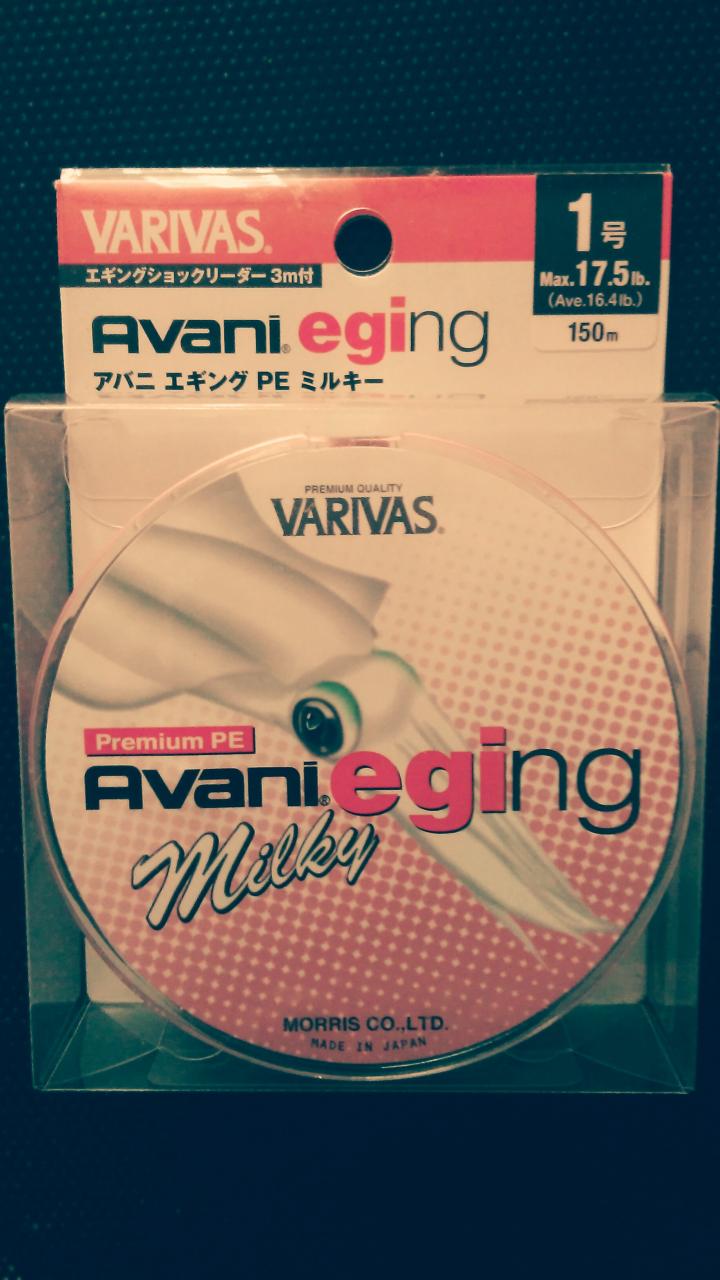 VARIVAS®
エギングショックリーダー 3m付
1号
Max.17.5lb.
(Ave.16.4lb.)
150m
Avani® eging
アバニ エギング PE ミルキー
PREMIUM QUALITY
VARIVAS®
Premium PE
Avani® eging
Milky
MORRIS CO.,LTD.
MADE IN JAPAN